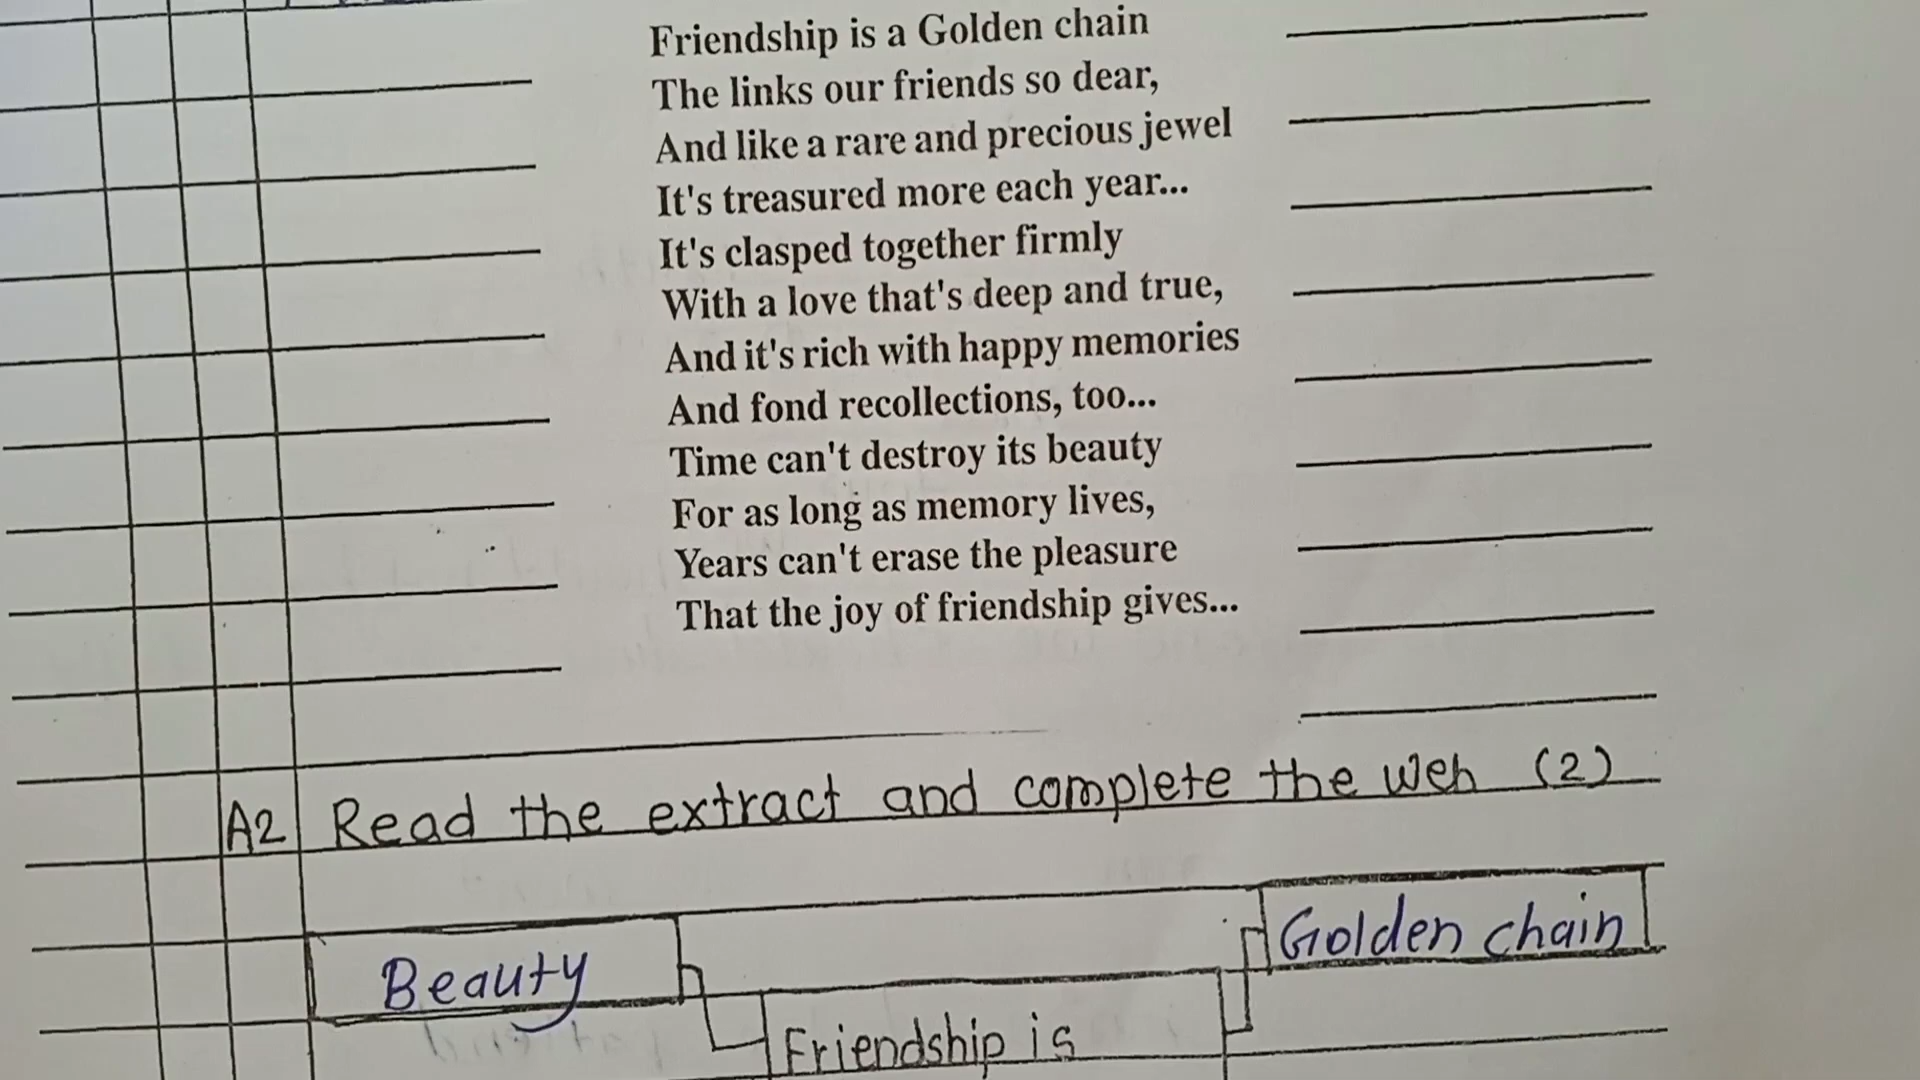 Friendship is a Golden chain
The links our friends so dear,
And like a rare and precious jewel
It's treasured more each year...
It's clasped together firmly
With a love that's deep and true,
And it's rich with happy memories
And fond recollections, too...
Time can't destroy its beauty
For as long as memory lives,
Years can't erase the pleasure
That the joy of friendship gives...
A2 Read the extract and complete the weh (2)
Beauty
Golden chain
Friendship is